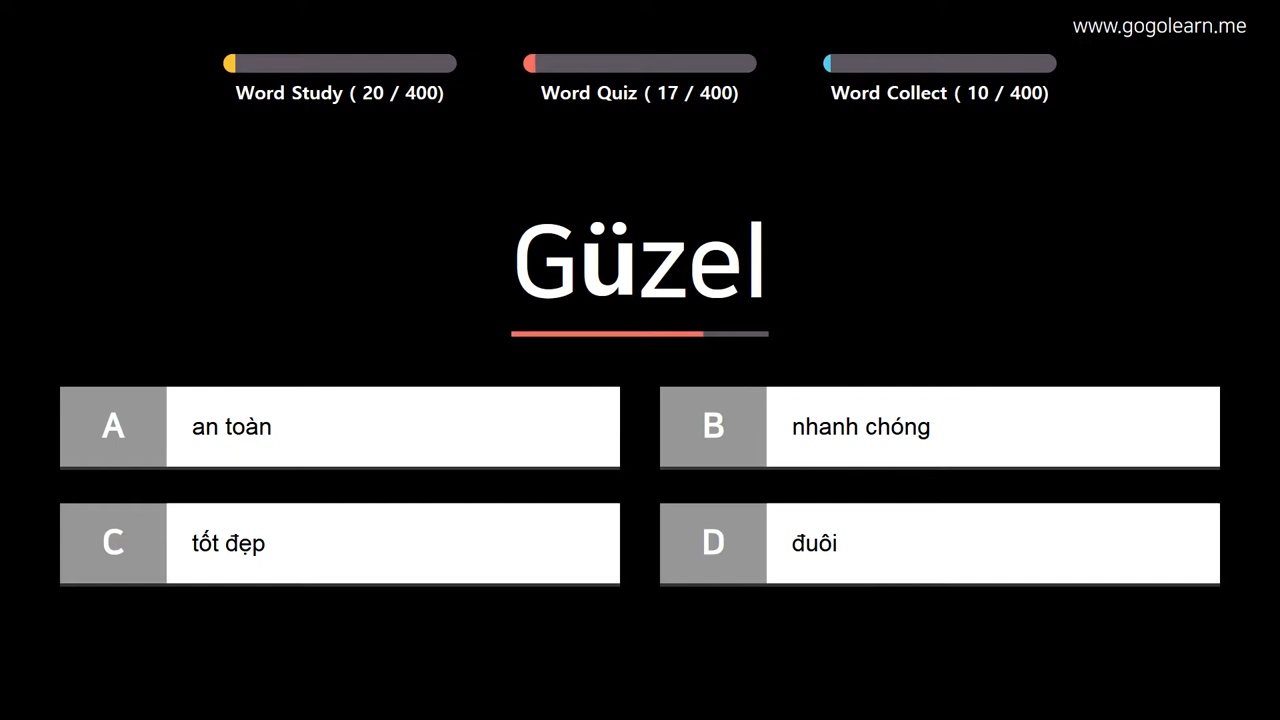 www.gogolearn.me
Word Study ( 20 / 400)
Word Quiz ( 17 / 400)
Word Collect ( 10 / 400)
Güzel
A
an toàn
B
nhanh chóng
C
tốt đẹp
D
đuôi